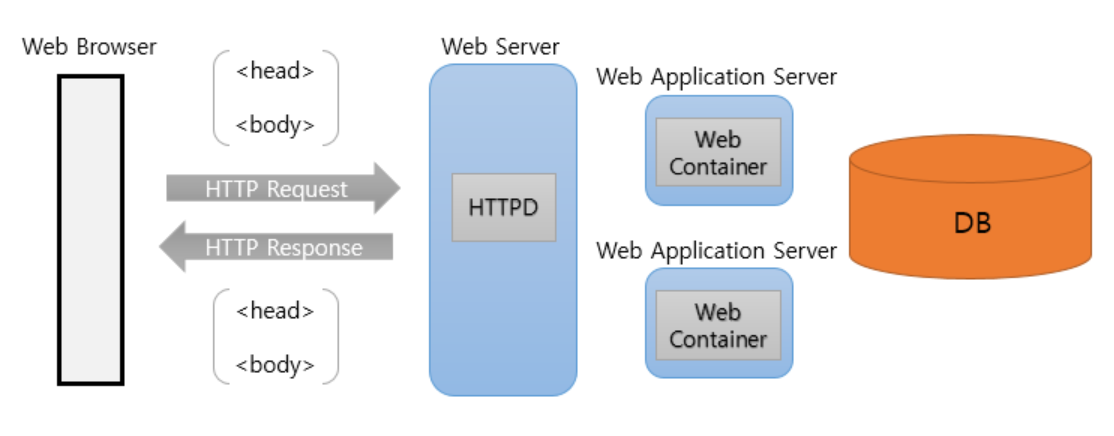 Web Browser
<head>
<body>
HTTP Request
HTTP Response
<head>
<body>
Web Server
HTTPD
Web Application Server
Web
Container
Web Application Server
Web
Container
DB